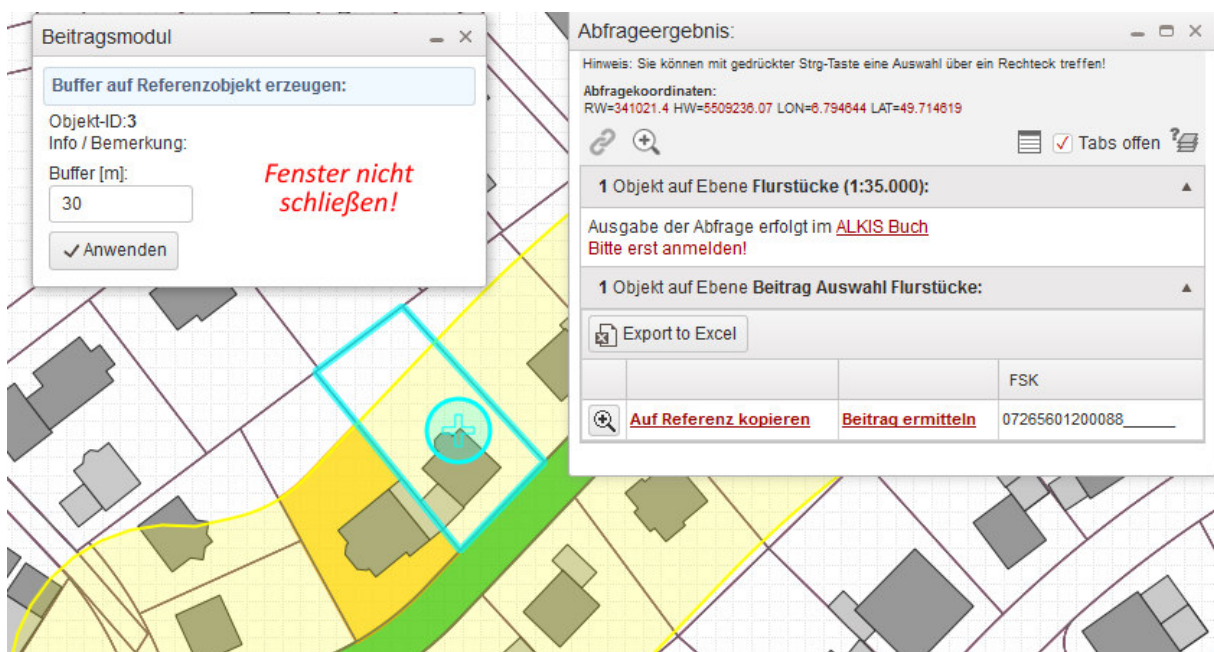 Beitragsmodul
Buffer auf Referenzobjekt erzeugen:
Objekt-ID:3
Info / Bemerkung:
Buffer [m]:
30
Anwenden
Fenster nicht
schließen!
Abfrageergebnis:
Hinweis: Sie können mit gedrückter Strg-Taste eine Auswahl über ein Rechteck treffen!
Abfragekoordinaten:
RW=341021.4 HW=5509236.07 LON=6.794644 LAT=49.714619
Tabs offen
1 Objekt auf Ebene Flurstücke (1:35.000):
Ausgabe der Abfrage erfolgt im ALKIS Buch
Bitte erst anmelden!
1 Objekt auf Ebene Beitrag Auswahl Flurstücke:
Export to Excel
FSK
Auf Referenz kopieren Beitrag ermitteln 07265601200088______